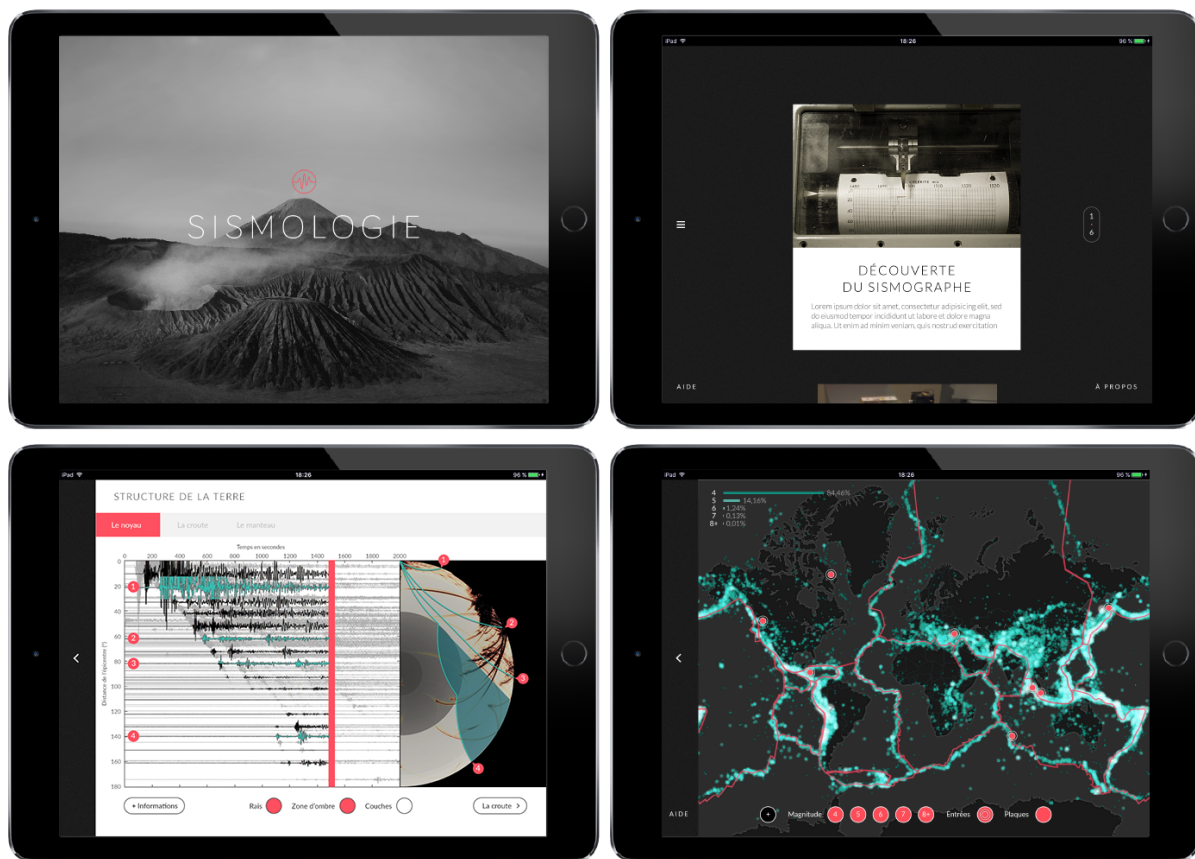 SISMOLOGIE
iPad 18:26 96 %
1
6
DÉCOUVERTE
DU SISMOGRAPHE
Lorem ipsum dolor sit amet, consectetur adipisicing elit, sed
do eiusmod tempor incididunt ut labore et dolore magna
aliqua. Ut enim ad minim veniam, quis nostrud exercitation
AIDE À PROPOS
iPad 18:26 96 %
STRUCTURE DE LA TERRE
Le noyau La croute Le manteau
Temps en secondes
0 200 400 600 800 1000 1200 1400 1600 1800 2000
Distance de l'épicentre (°)
0
20
40
60
80
100
120
140
160
180
1
2
3
4
1
2
3
4
+ Informations Rais Zone d'ombre Couches La croute >
iPad 18:26 96 %
4 84,46%
5 14,16%
6 1,24%
7 0,13%
8+ 0,01%
AIDE + Magnitude 4 5 6 7 8+ Entrées Plaques